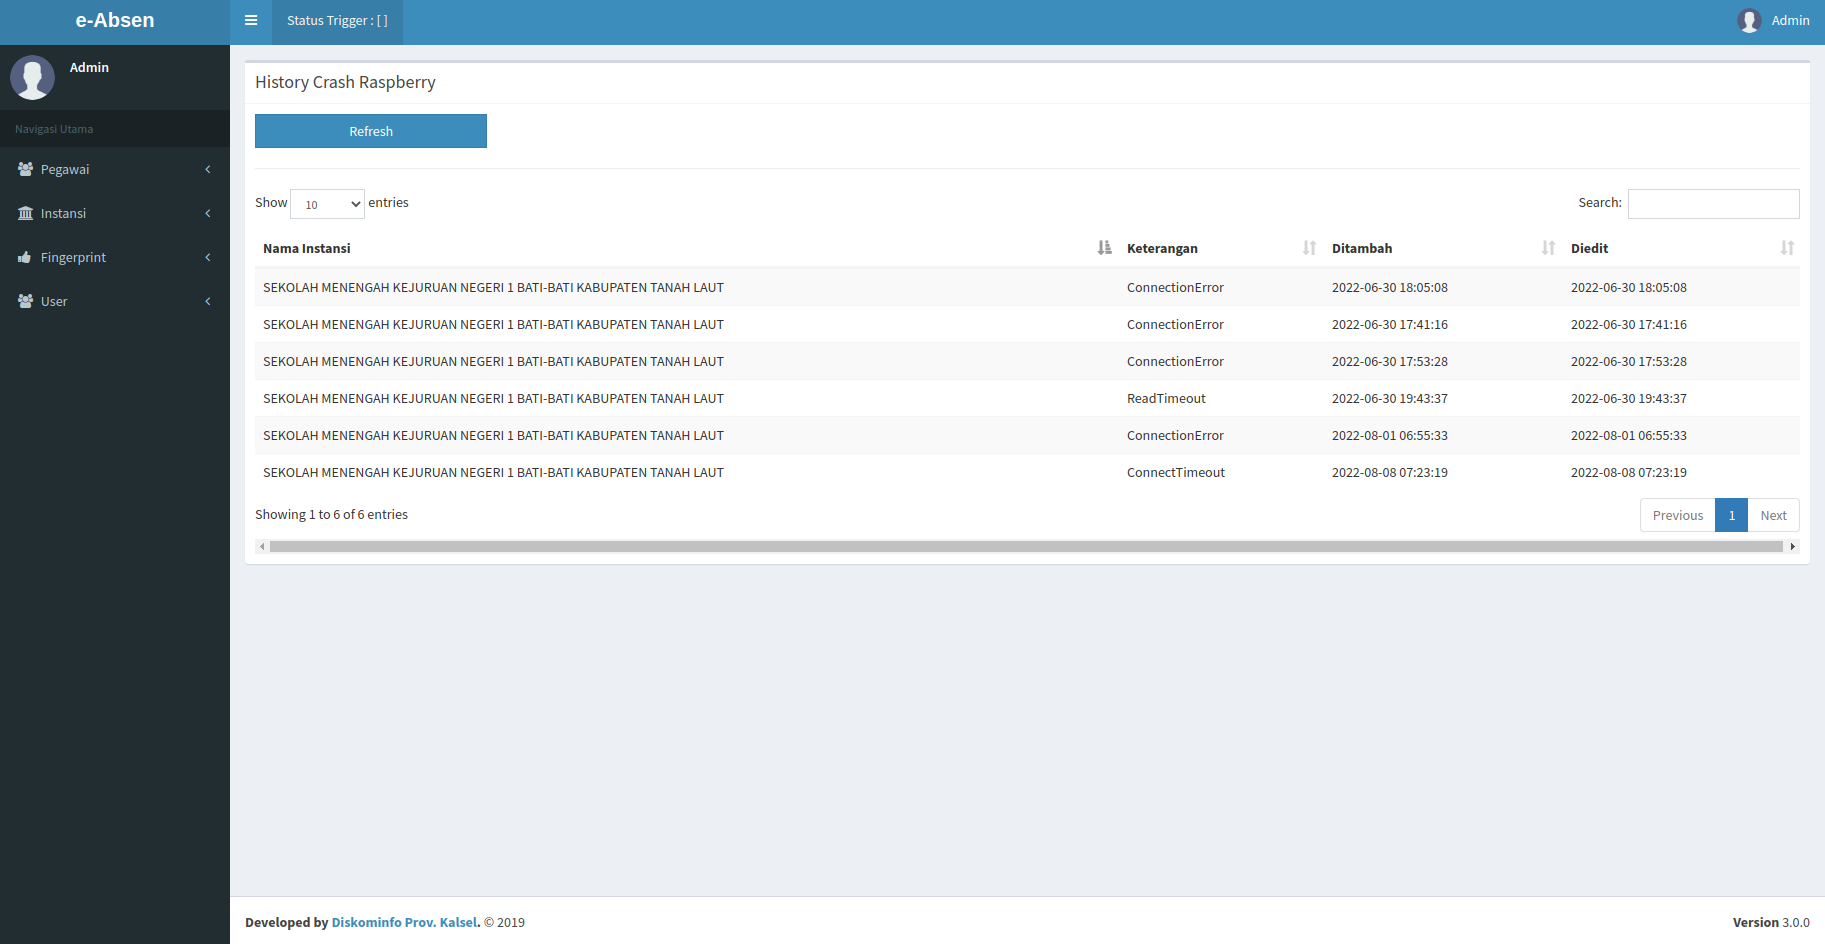 e-Absen
Status Trigger : [ ]
Admin
Admin
Navigasi Utama
Pegawai
Instansi
Fingerprint
User
History Crash Raspberry
Refresh
Show 10 entries
Search:
Nama Instansi Keterangan Ditambah Diedit
SEKOLAH MENENGAH KEJURUAN NEGERI 1 BATI-BATI KABUPATEN TANAH LAUT ConnectionError 2022-06-30 18:05:08 2022-06-30 18:05:08
SEKOLAH MENENGAH KEJURUAN NEGERI 1 BATI-BATI KABUPATEN TANAH LAUT ConnectionError 2022-06-30 17:41:16 2022-06-30 17:41:16
SEKOLAH MENENGAH KEJURUAN NEGERI 1 BATI-BATI KABUPATEN TANAH LAUT ConnectionError 2022-06-30 17:53:28 2022-06-30 17:53:28
SEKOLAH MENENGAH KEJURUAN NEGERI 1 BATI-BATI KABUPATEN TANAH LAUT ReadTimeout 2022-06-30 19:43:37 2022-06-30 19:43:37
SEKOLAH MENENGAH KEJURUAN NEGERI 1 BATI-BATI KABUPATEN TANAH LAUT ConnectionError 2022-08-01 06:55:33 2022-08-01 06:55:33
SEKOLAH MENENGAH KEJURUAN NEGERI 1 BATI-BATI KABUPATEN TANAH LAUT ConnectTimeout 2022-08-08 07:23:19 2022-08-08 07:23:19
Showing 1 to 6 of 6 entries
Previous 1 Next
Developed by Diskominfo Prov. Kalsel. © 2019
Version 3.0.0